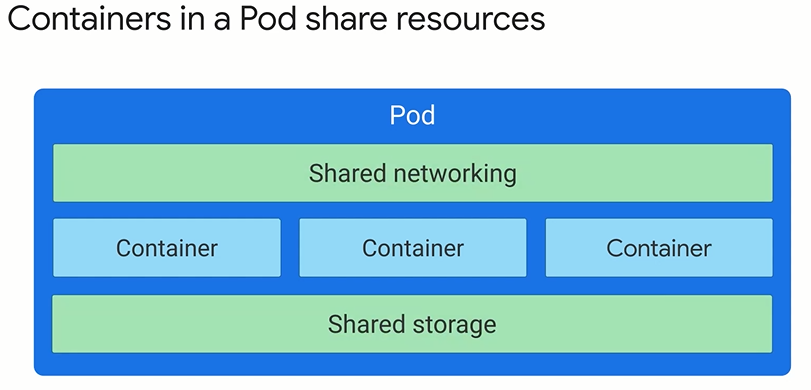 Containers in a Pod share resources
Pod
Shared networking
Container
Container
Container
Shared storage